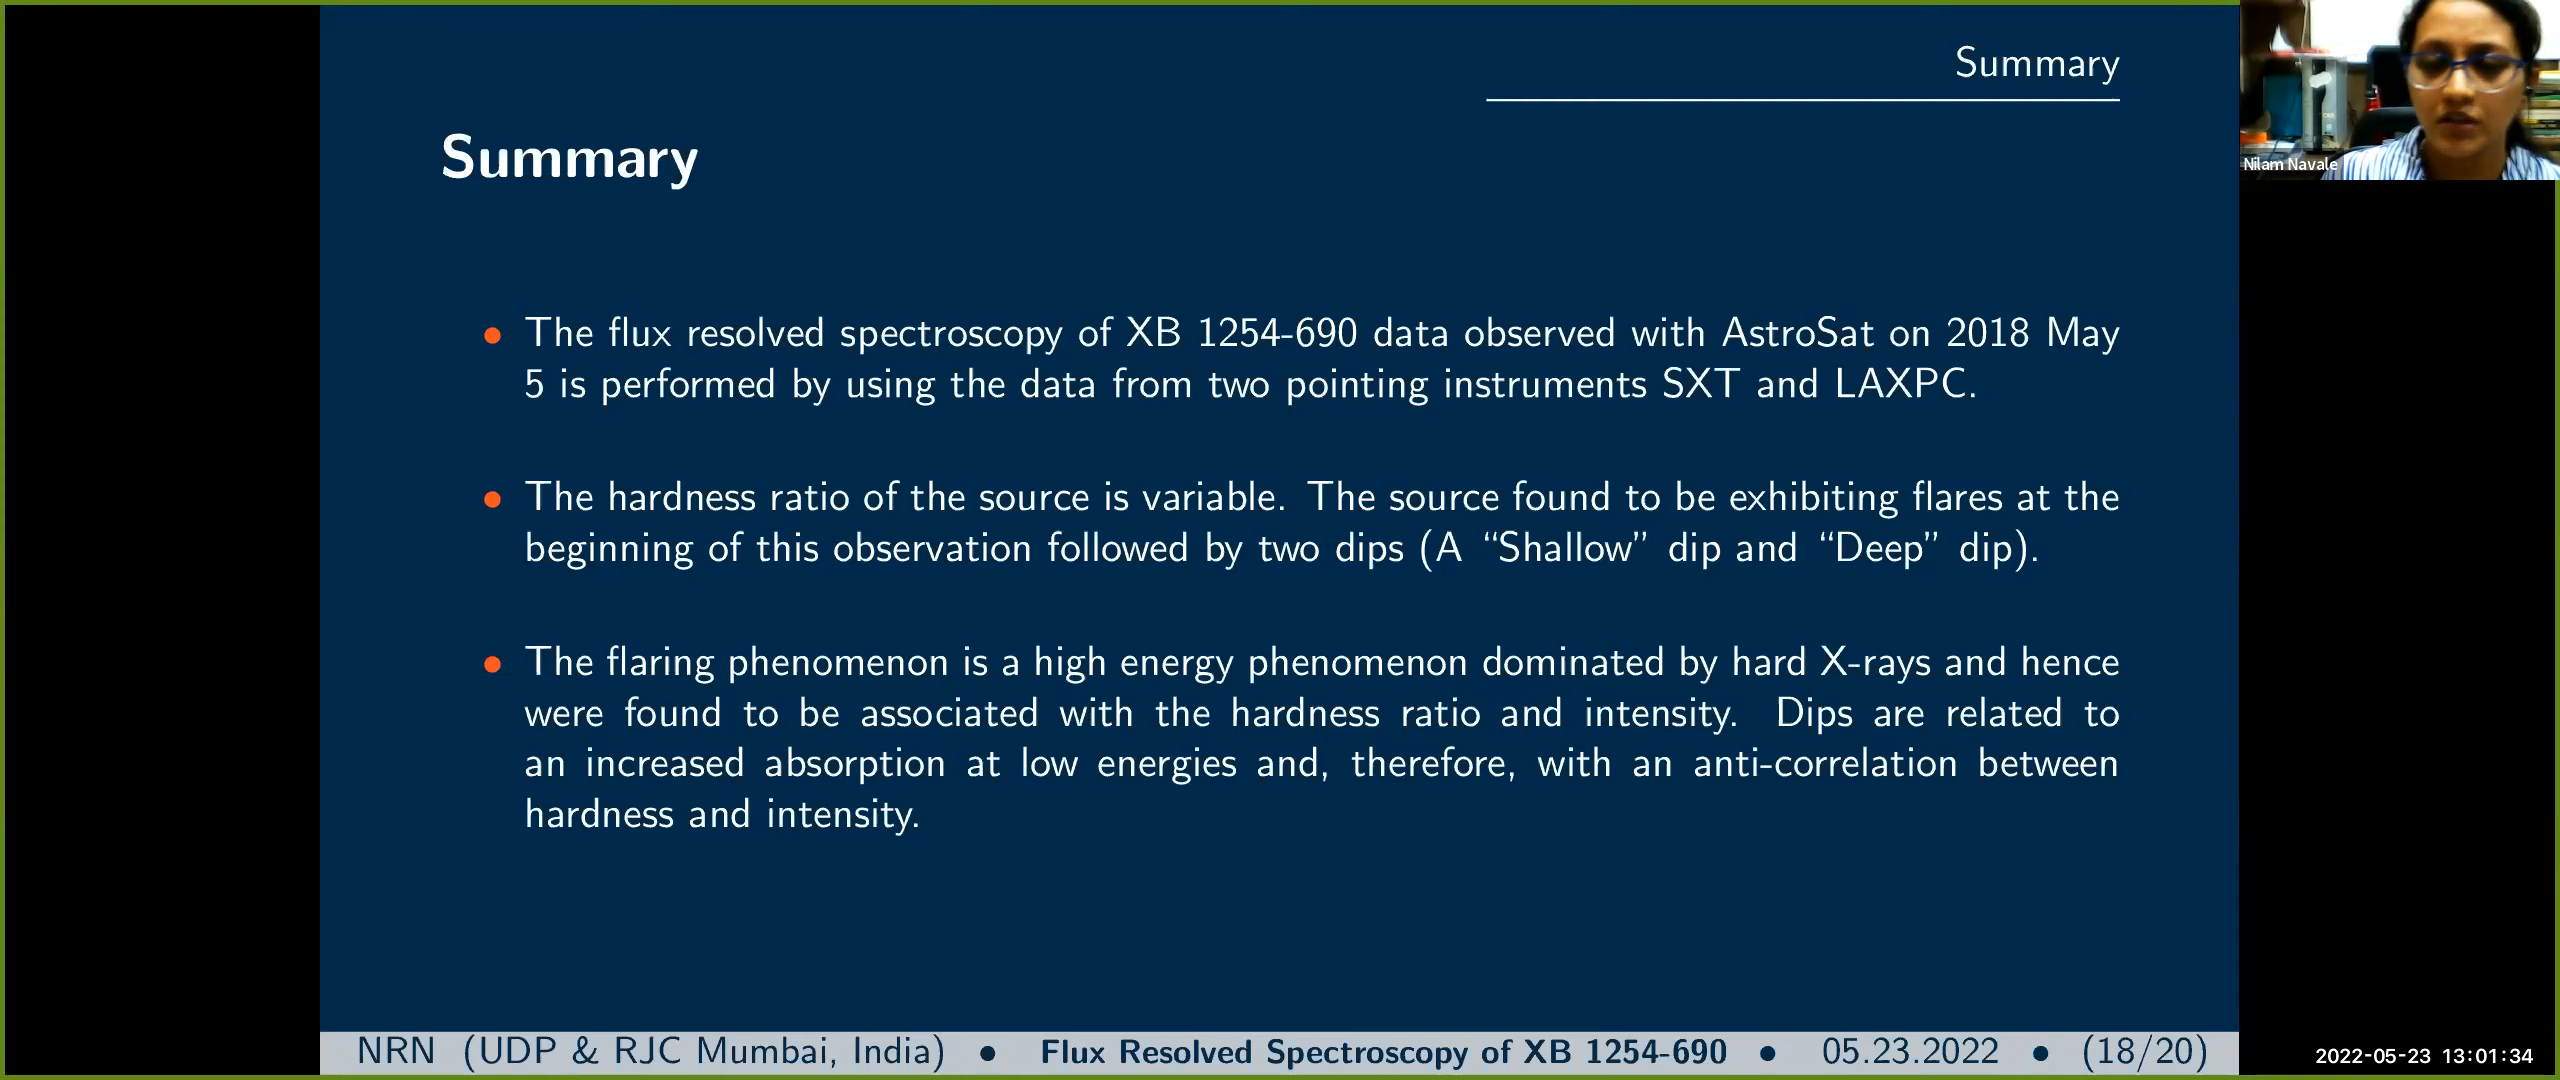 Summary
Summary
Nilam Navale
• The flux resolved spectroscopy of XB 1254-690 data observed with AstroSat on 2018 May
5 is performed by using the data from two pointing instruments SXT and LAXPC.
• The hardness ratio of the source is variable. The source found to be exhibiting flares at the
beginning of this observation followed by two dips (A “Shallow” dip and “Deep” dip).
• The flaring phenomenon is a high energy phenomenon dominated by hard X-rays and hence
were found to be associated with the hardness ratio and intensity. Dips are related to
an increased absorption at low energies and, therefore, with an anti-correlation between
hardness and intensity.
NRN (UDP & RJC Mumbai, India) • Flux Resolved Spectroscopy of XB 1254-690 • 05.23.2022 • (18/20)
2022-05-23 13:01:34